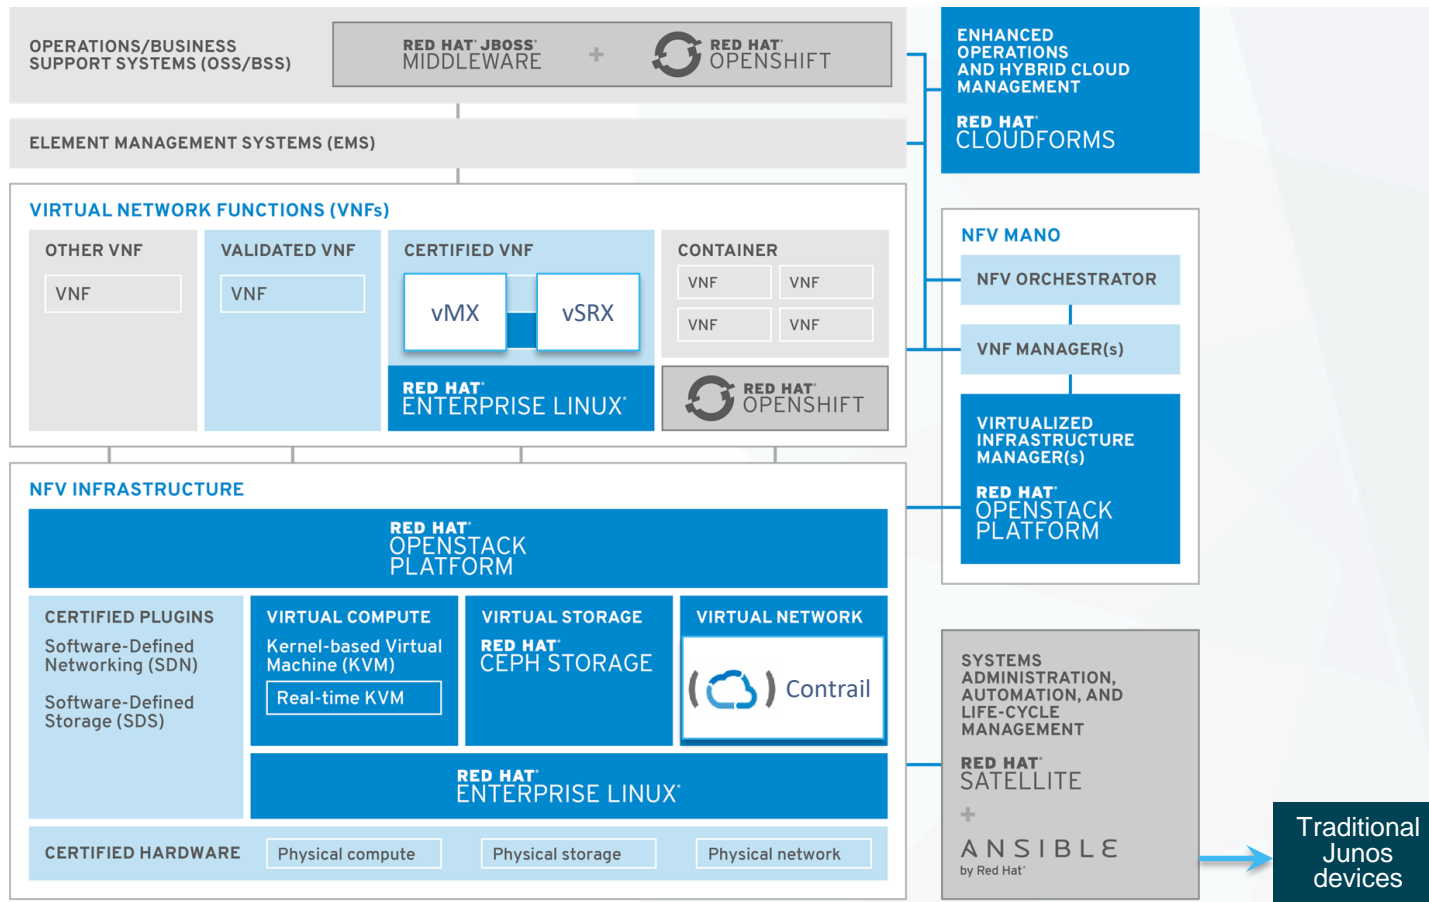 OPERATIONS/BUSINESS
SUPPORT SYSTEMS (OSS/BSS)
RED HAT® JBOSS®
MIDDLEWARE
+
RED HAT®
OPENSHIFT
ELEMENT MANAGEMENT SYSTEMS (EMS)
VIRTUAL NETWORK FUNCTIONS (VNFs)
OTHER VNF
VNF
VALIDATED VNF
VNF
CERTIFIED VNF
vMX
vSRX
RED HAT®
ENTERPRISE LINUX®
CONTAINER
VNF
VNF
VNF
VNF
RED HAT®
OPENSHIFT
NFV INFRASTRUCTURE
RED HAT®
OPENSTACK
PLATFORM
CERTIFIED PLUGINS
Software-Defined
Networking (SDN)
Software-Defined
Storage (SDS)
VIRTUAL COMPUTE
Kernel-based Virtual
Machine (KVM)
Real-time KVM
VIRTUAL STORAGE
RED HAT®
CEPH STORAGE
VIRTUAL NETWORK
Contrail
RED HAT®
ENTERPRISE LINUX®
CERTIFIED HARDWARE
Physical compute
Physical storage
Physical network
ENHANCED
OPERATIONS
AND HYBRID CLOUD
MANAGEMENT
RED HAT®
CLOUDFORMS
NFV MANO
NFV ORCHESTRATOR
VNF MANAGER(s)
VIRTUALIZED
INFRASTRUCTURE
MANAGER(s)
RED HAT®
OPENSTACK
PLATFORM
SYSTEMS
ADMINISTRATION,
AUTOMATION, AND
LIFE-CYCLE
MANAGEMENT
RED HAT®
SATELLITE
+
ANSIBLE
by Red Hat®
Traditional
Junos
devices